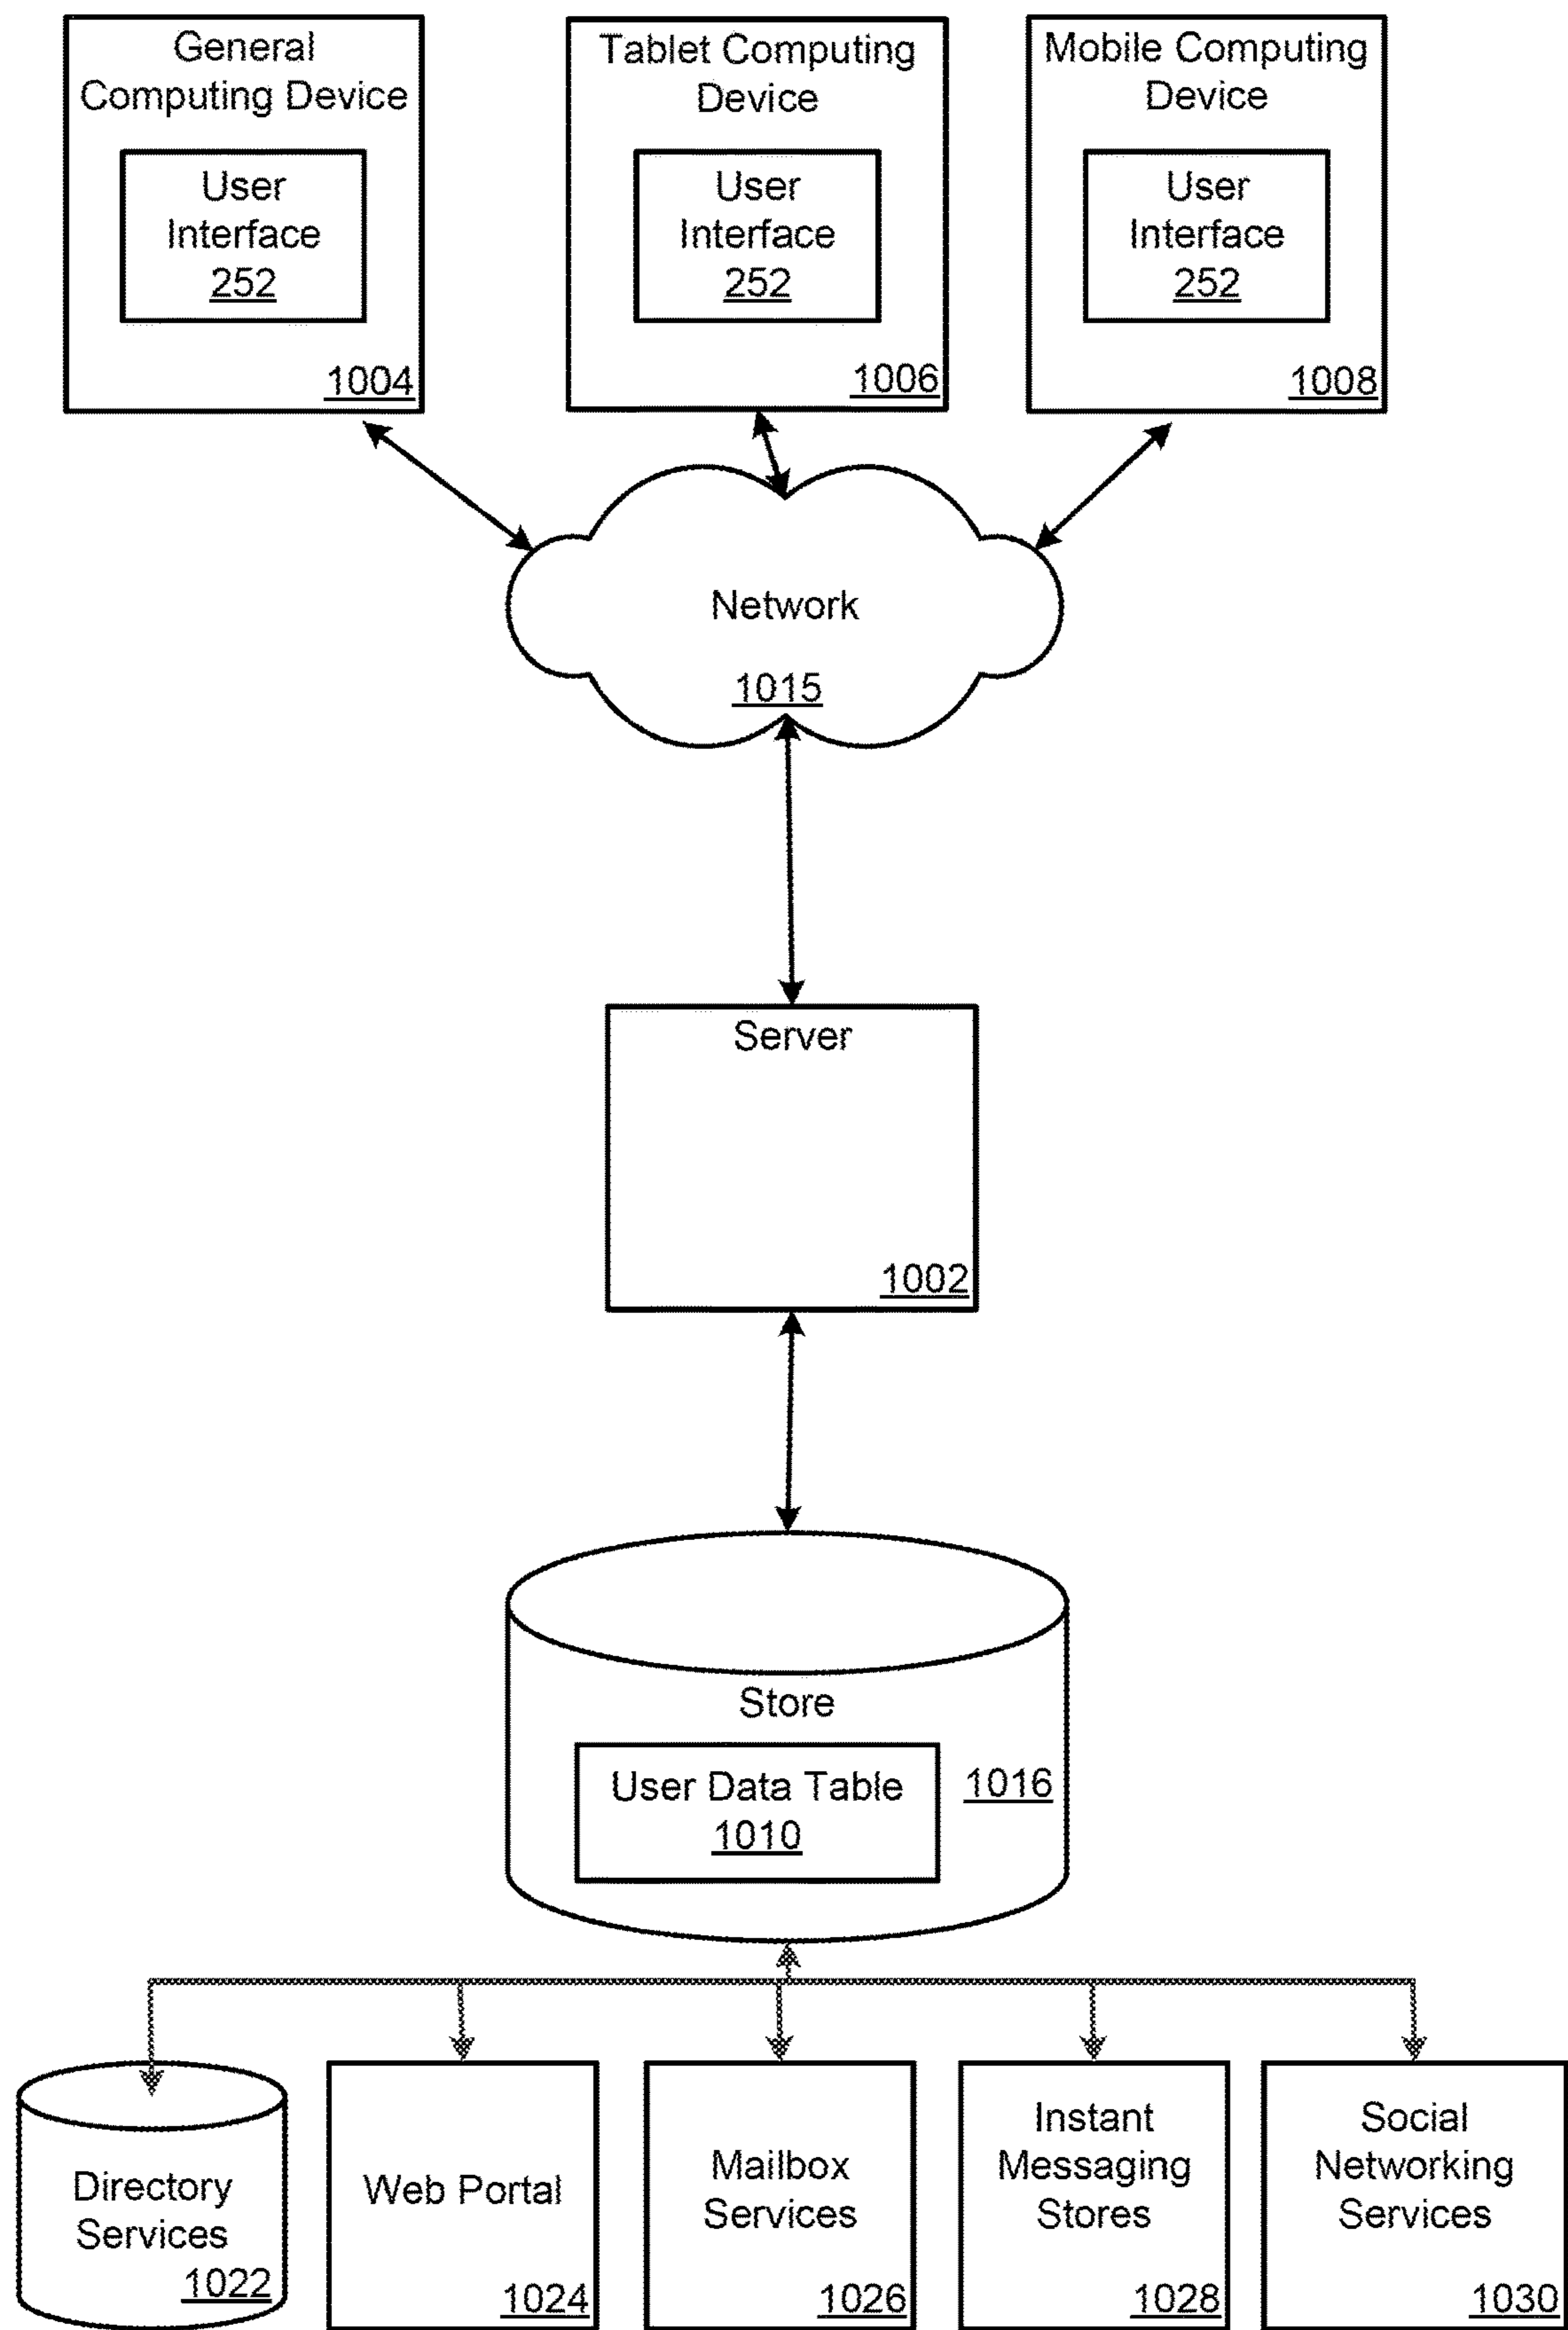 General
Computing Device
User
Interface
252
1004
Tablet Computing
Device
User
Interface
252
1006
Mobile Computing
Device
User
Interface
252
1008
Network
1015
Server
1002
Store
User Data Table
1010
1016
Directory
Services
1022
Web Portal
1024
Mailbox
Services
1026
Instant
Messaging
Stores
1028
Social
Networking
Services
1030